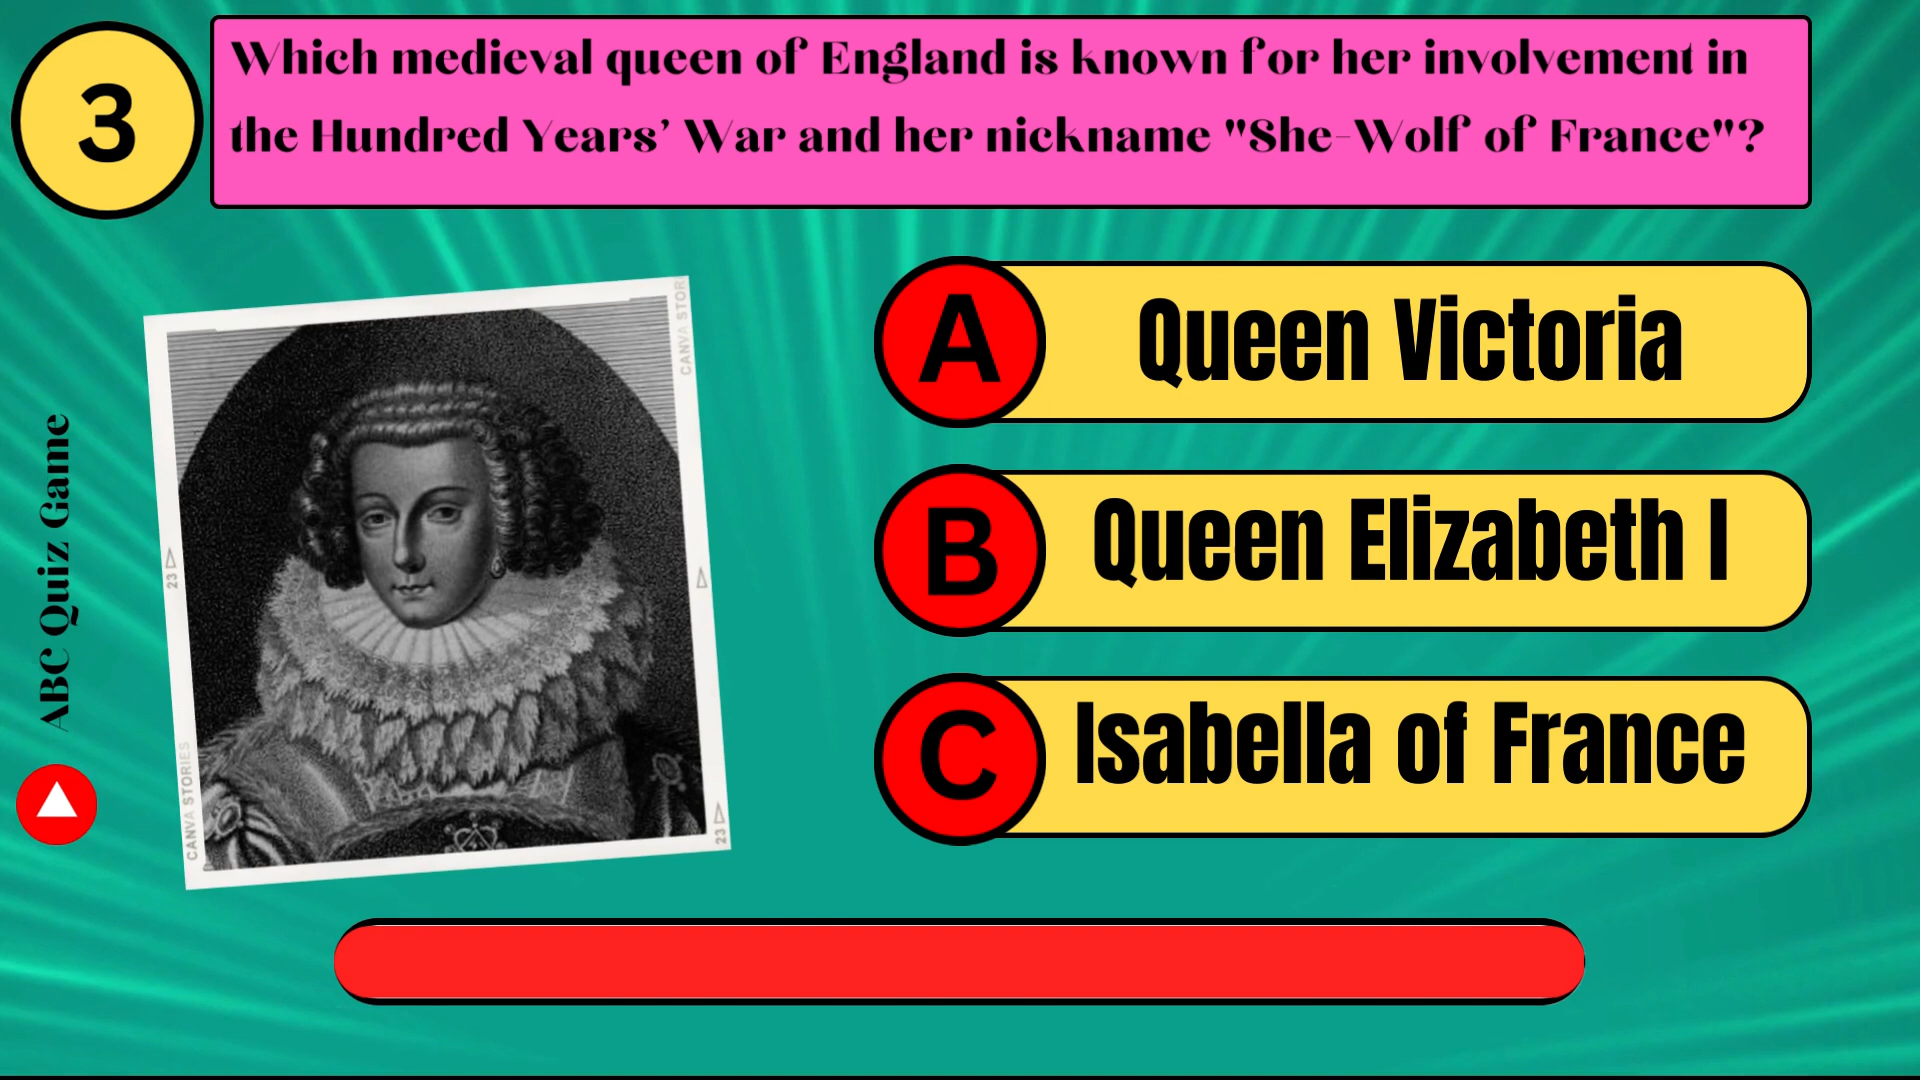 3
Which medieval queen of England is known for her involvement in
the Hundred Years' War and her nickname "She-Wolf of France"?
A
Queen Victoria
B
Queen Elizabeth I
C
Isabella of France
ABC Quiz Game
CANVA STORIES
23
CANVA STOR
23